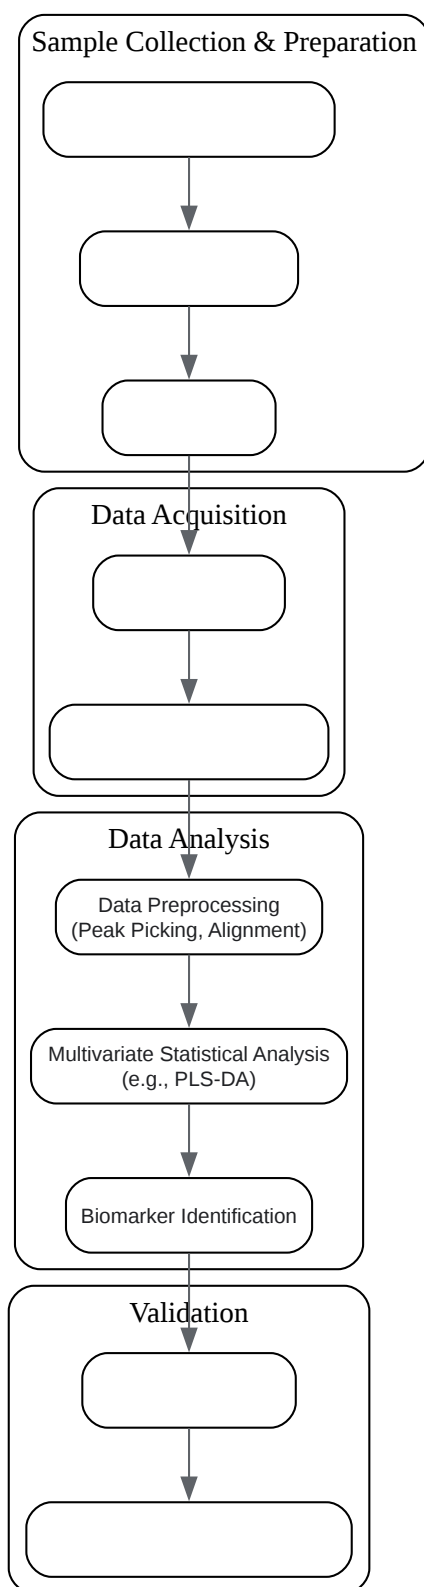 Sample Collection & Preparation
Data Acquisition
Data Analysis
Data Preprocessing
(Peak Picking, Alignment)
Multivariate Statistical Analysis
(e.g., PLS-DA)
Biomarker Identification
Validation